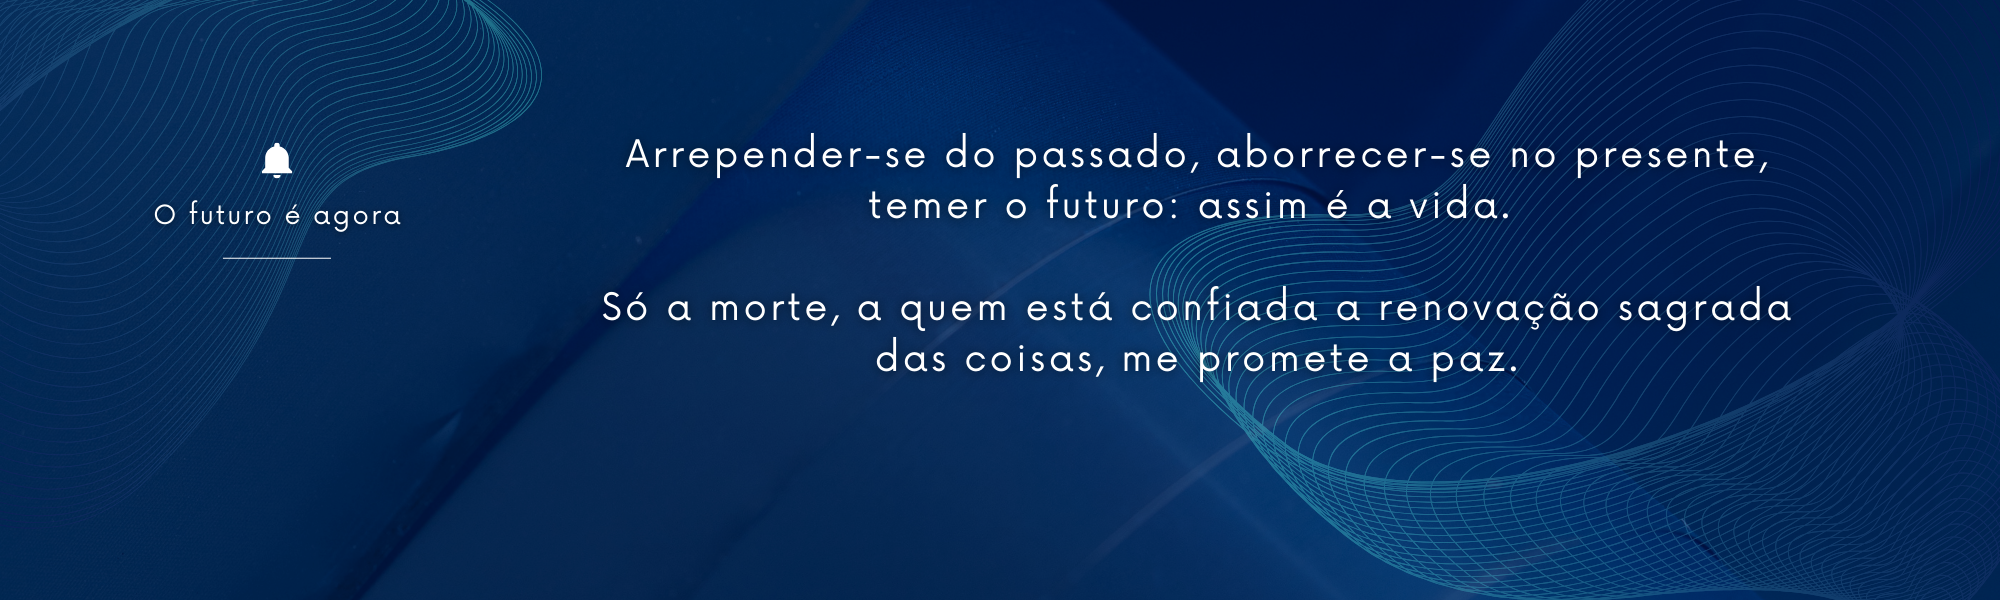 O futuro é agora
Arrepender-se do passado, aborrecer-se no presente,
temer o futuro: assim é a vida.
Só a morte, a quem está confiada a renovação sagrada
das coisas, me promete a paz.